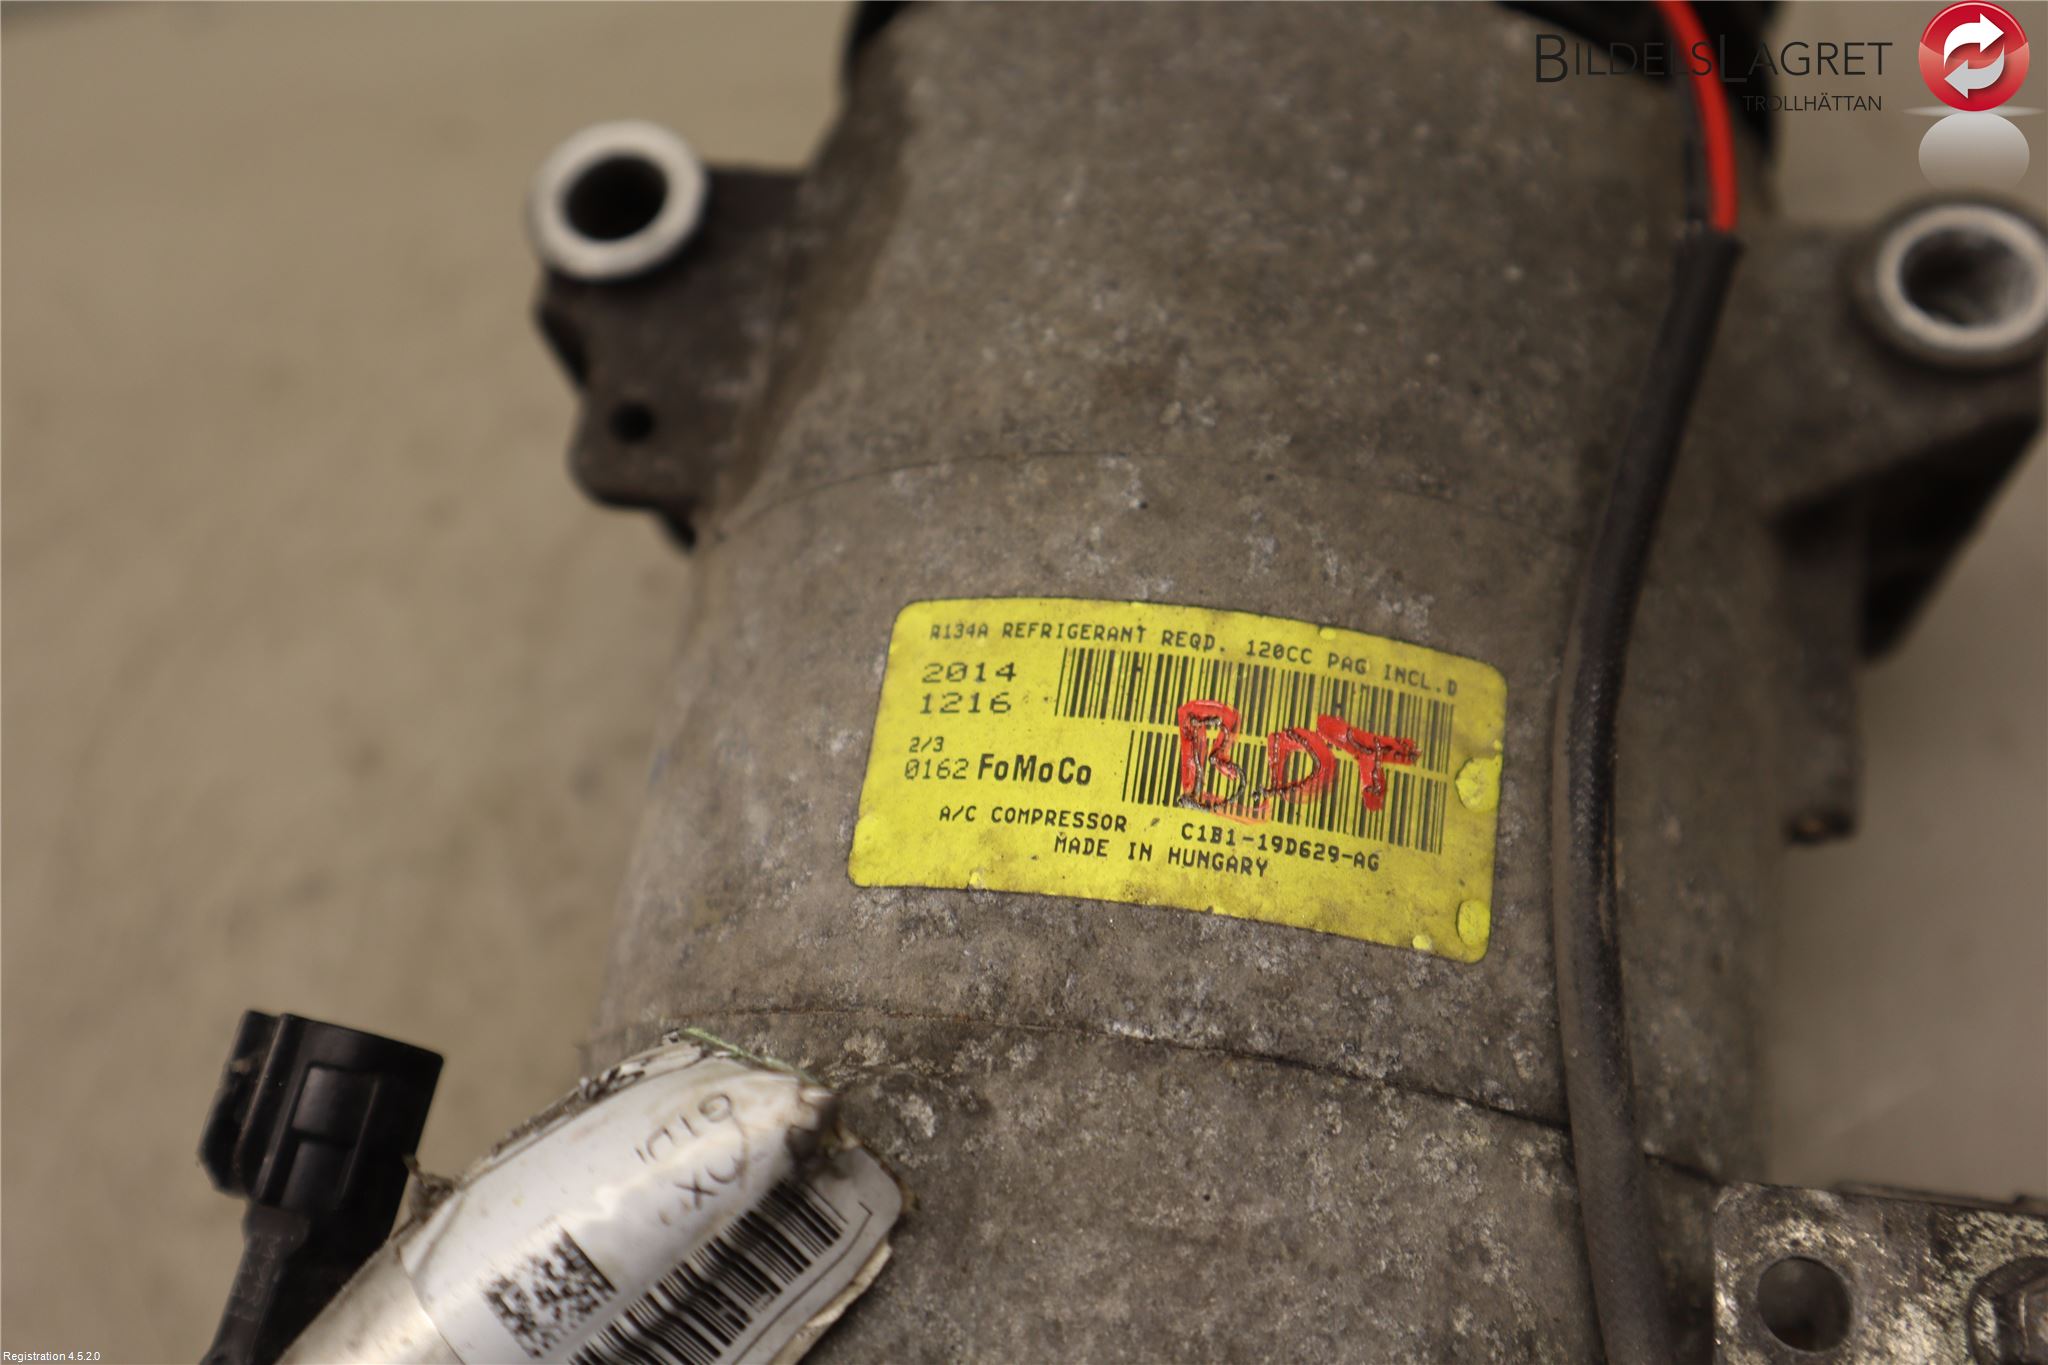 BILDELSLAGRET
TROLLHÄTTAN
R134A REFRIGERANT REQD. 120CC PAG INCL.D
2014
1216
BDT
2/3
0162 FoMoCo
A/C COMPRESSOR C1B1-19D629-AG
MADE IN HUNGARY
Registration 4.5.2.0